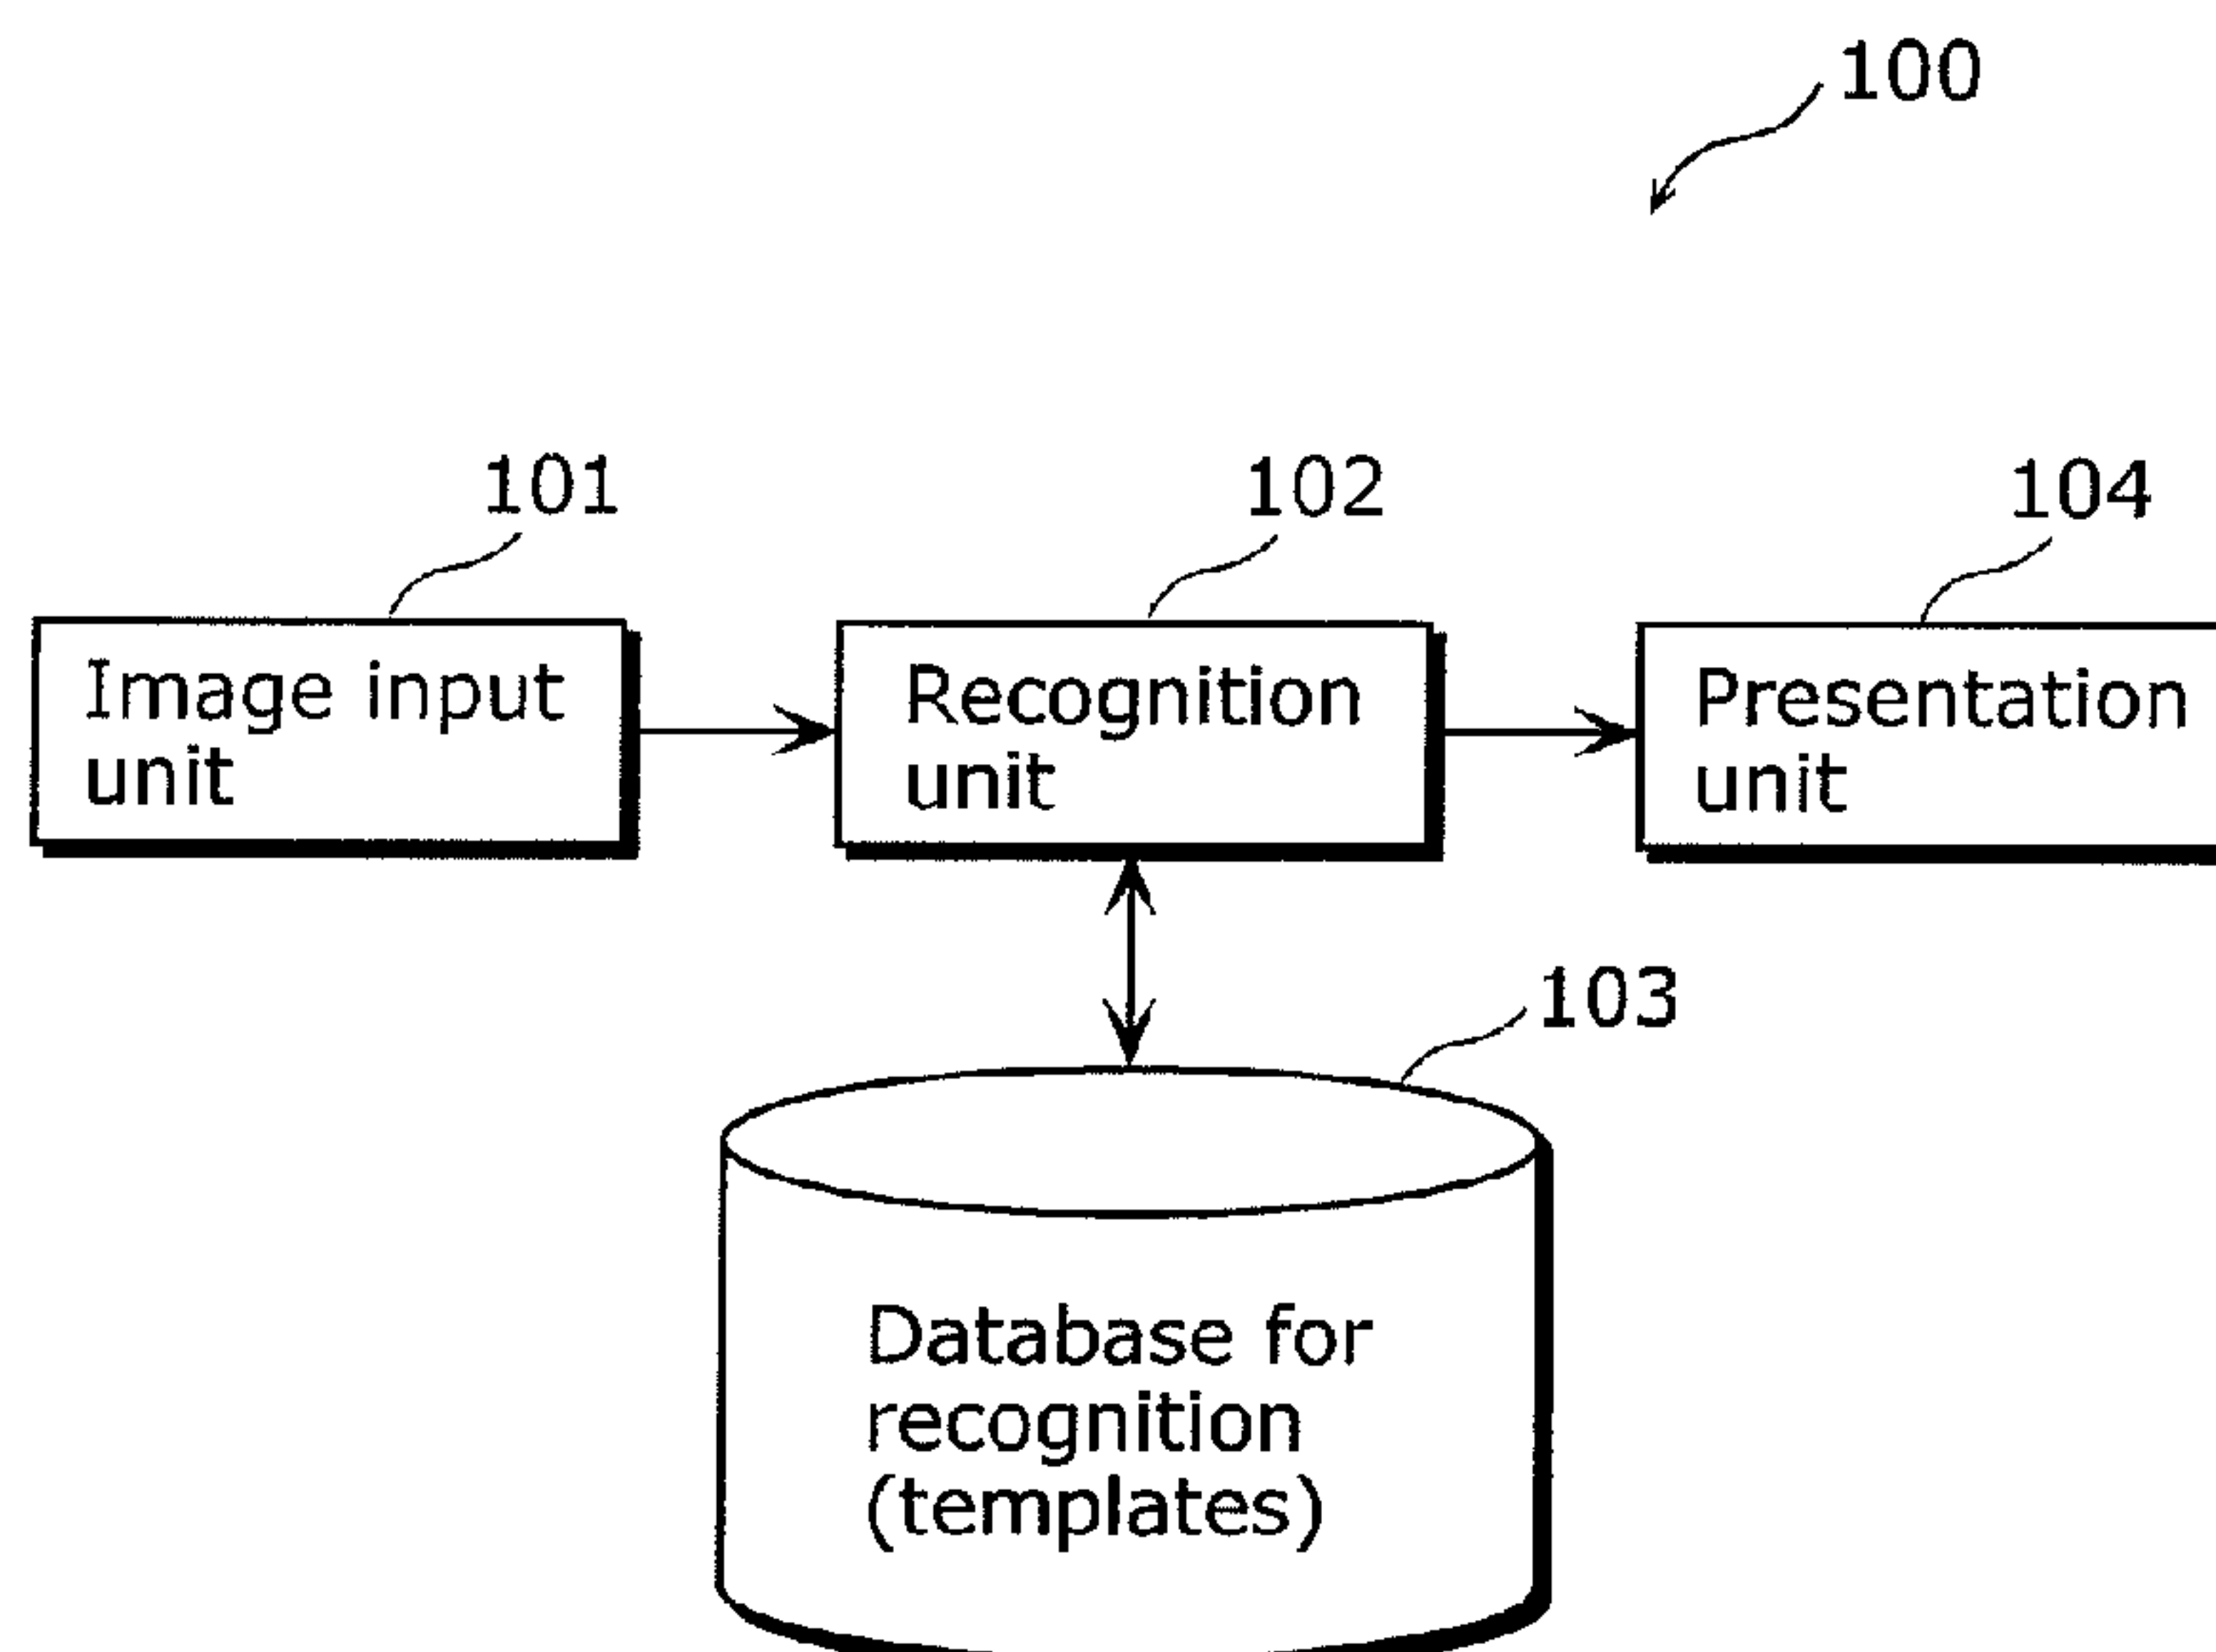 100
101
102
104
Image input
unit
Recognition
unit
Presentation
unit
103
Database for
recognition
(templates)